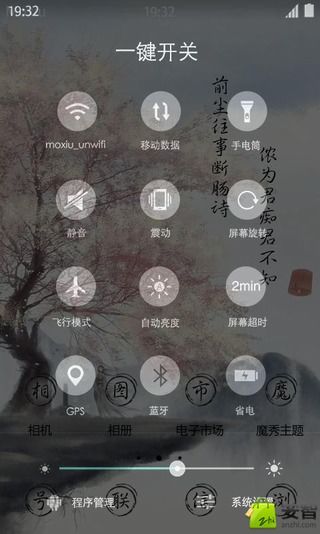 19:32
19:32
一键开关
前尘往事断肠诗
侬为君痴君不知
moxiu_unwifi
移动数据
手电筒
静音
震动
屏幕旋转
A
2min
飞行模式
自动亮度
屏幕超时
GPS
蓝牙
省电
相 图 市 魔
相机 相册 电子市场 魔秀主题
程序管理
号 联 信 浏
zhi 安智
anzhi.com